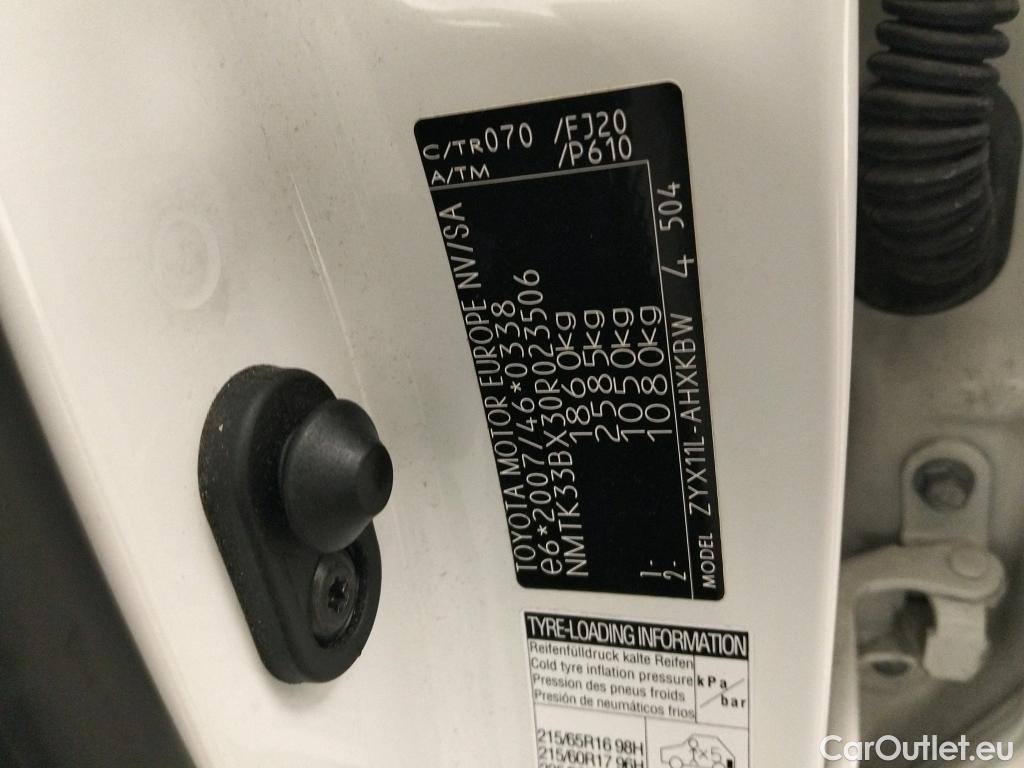 C/TR070 /FJ20
A/TM /P610
TOYOTA MOTOR EUROPE NV/SA
e6*2007/46*0338
NMTK33BX30R023506
1860kg
2585kg
1- 1050kg
2- 1080kg
MODEL ZYX11L-AHXKBW 4 504
TYRE-LOADING INFORMATION
Reifenfülldruck kalte Reifen
Cold tyre inflation pressure
Pression des pneus froids
Presión de neumáticos frios
kPa/bar
215/65R16 98H
215/60R17 96H
x5
CarOutlet.eu